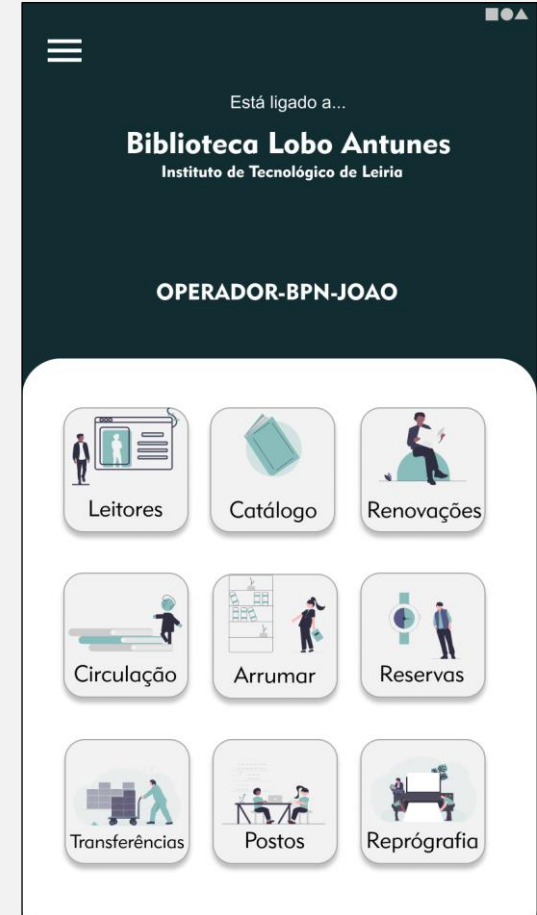 Está ligado a...
Biblioteca Lobo Antunes
Instituto de Tecnológico de Leiria
OPERADOR-BPN-JOAO
Leitores
Catálogo
Renovações
Circulação
Arrumar
Reservas
Transferências
Postos
Reprógrafia